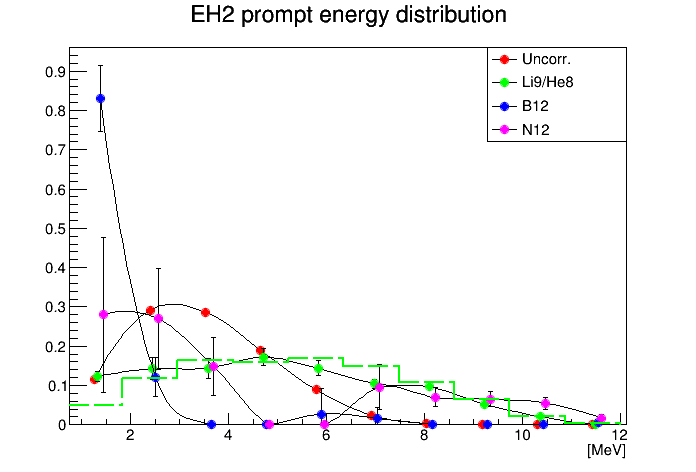 EH2 prompt energy distribution
Uncorr.
Li9/He8
B12
N12
0.9
0.8
0.7
0.6
0.5
0.4
0.3
0.2
0.1
0
2 4 6 8 10 12
[MeV]